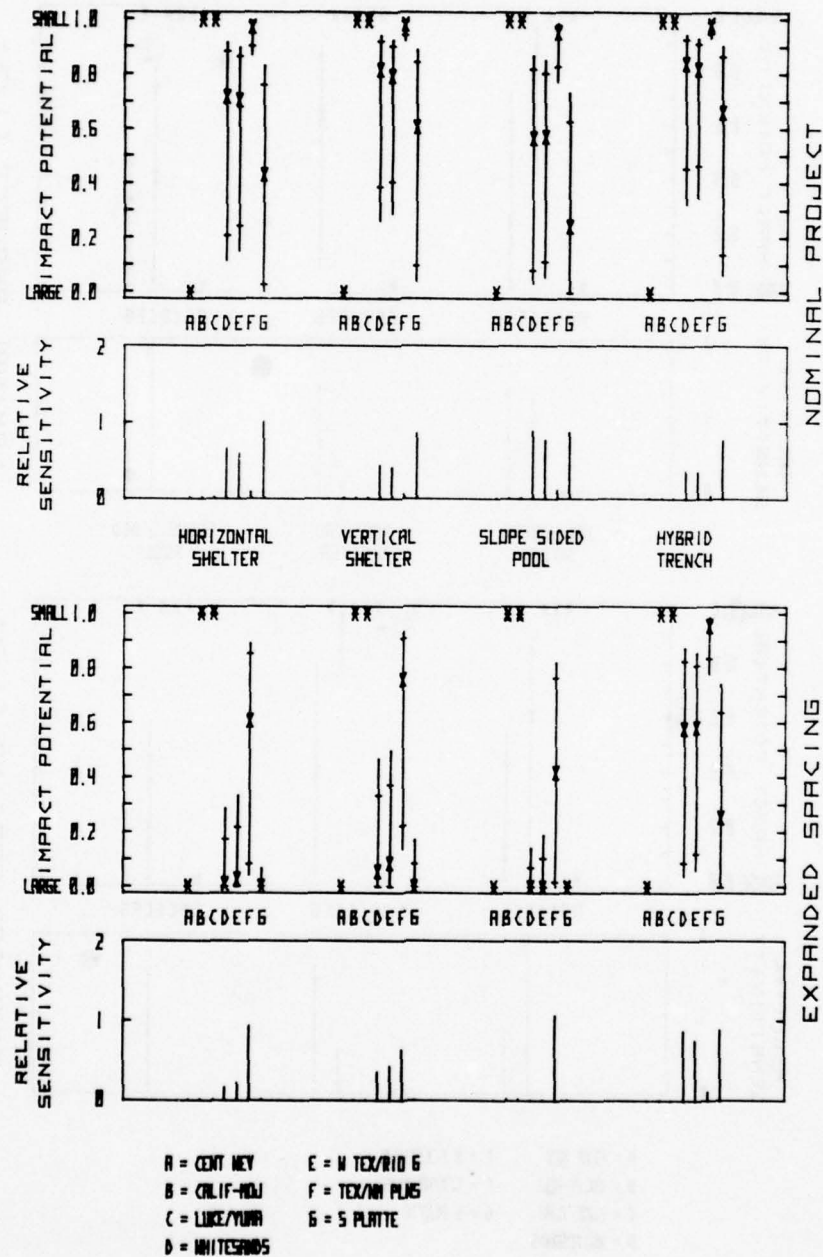 SMALL 1.0
0.8
0.6
0.4
0.2
LARGE 0.0
IMPACT POTENTIAL
NOMINAL PROJECT
ABCDEFG ABCDEFG ABCDEFG ABCDEFG
2
1
0
RELATIVE
SENSITIVITY
HORIZONTAL
SHELTER
VERTICAL
SHELTER
SLOPE SIDED
POOL
HYBRID
TRENCH
SMALL 1.0
0.8
0.6
0.4
0.2
LARGE 0.0
IMPACT POTENTIAL
EXPANDED SPACING
ABCDEFG ABCDEFG ABCDEFG ABCDEFG
2
1
0
RELATIVE
SENSITIVITY
A = CENT NEV
B = CALIF-MOJ
C = LUKE/YUMA
D = WHITESANDS
E = W TEX/RIO G
F = TEX/NM PLNS
G = S PLATTE